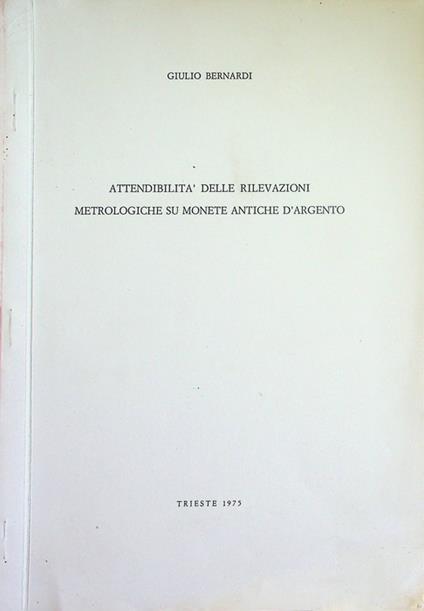 GIULIO BERNARDI
ATTENDIBILITA' DELLE RILEVAZIONI
METROLOGICHE SU MONETE ANTICHE D'ARGENTO
TRIESTE 1975